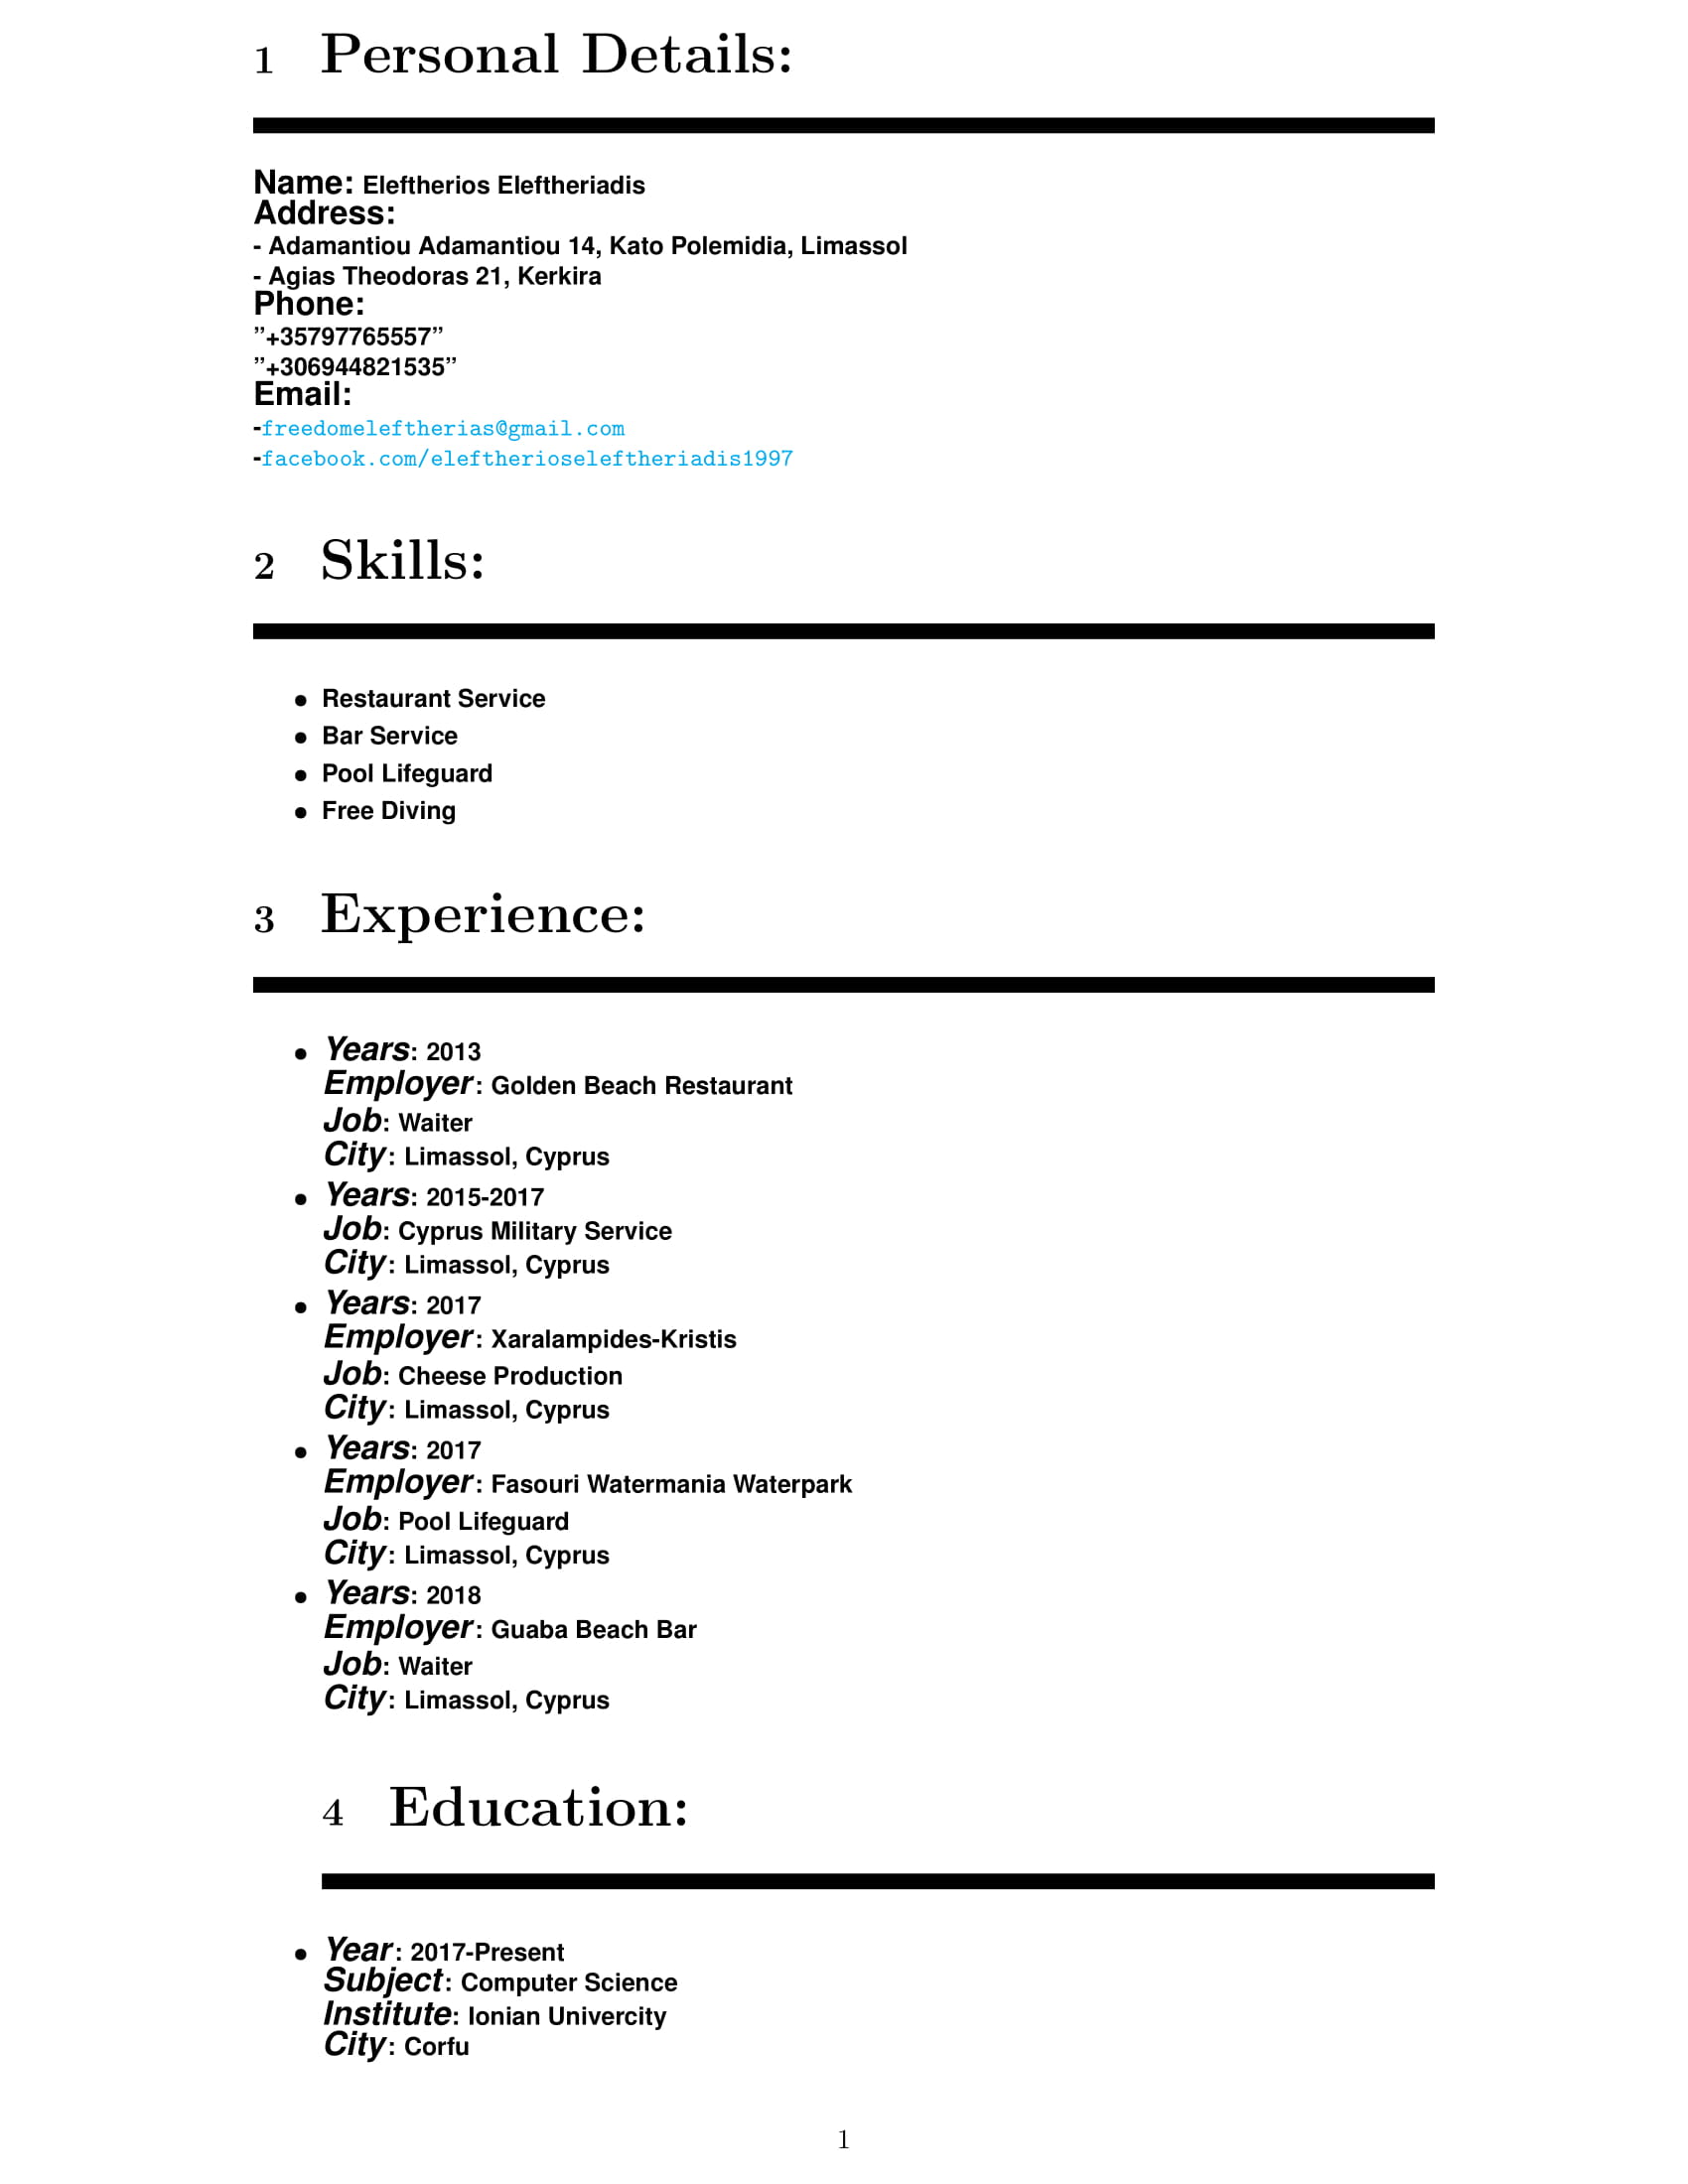 1 Personal Details:
Name: Eleftherios Eleftheriadis
Address:
- Adamantiou Adamantiou 14, Kato Polemidia, Limassol
- Agias Theodoras 21, Kerkira
Phone:
”+35797765557”
”+306944821535”
Email:
-freedomeleftherias@gmail.com
-facebook.com/eleftherioseleftheriadis1997
2 Skills:
• Restaurant Service
• Bar Service
• Pool Lifeguard
• Free Diving
3 Experience:
• Years: 2013
Employer: Golden Beach Restaurant
Job: Waiter
City: Limassol, Cyprus
• Years: 2015-2017
Job: Cyprus Military Service
City: Limassol, Cyprus
• Years: 2017
Employer: Xaralampides-Kristis
Job: Cheese Production
City: Limassol, Cyprus
• Years: 2017
Employer: Fasouri Watermania Waterpark
Job: Pool Lifeguard
City: Limassol, Cyprus
• Years: 2018
Employer: Guaba Beach Bar
Job: Waiter
City: Limassol, Cyprus
4 Education:
• Year: 2017-Present
Subject: Computer Science
Institute: Ionian Univercity
City: Corfu
1